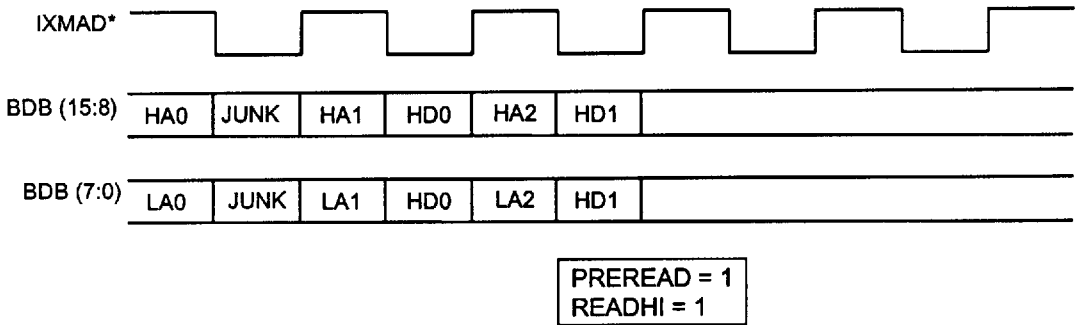 IXMAD*
BDB (15:8) HA0 JUNK HA1 HD0 HA2 HD1
BDB (7:0) LA0 JUNK LA1 HD0 LA2 HD1
PREREAD = 1
READHI = 1